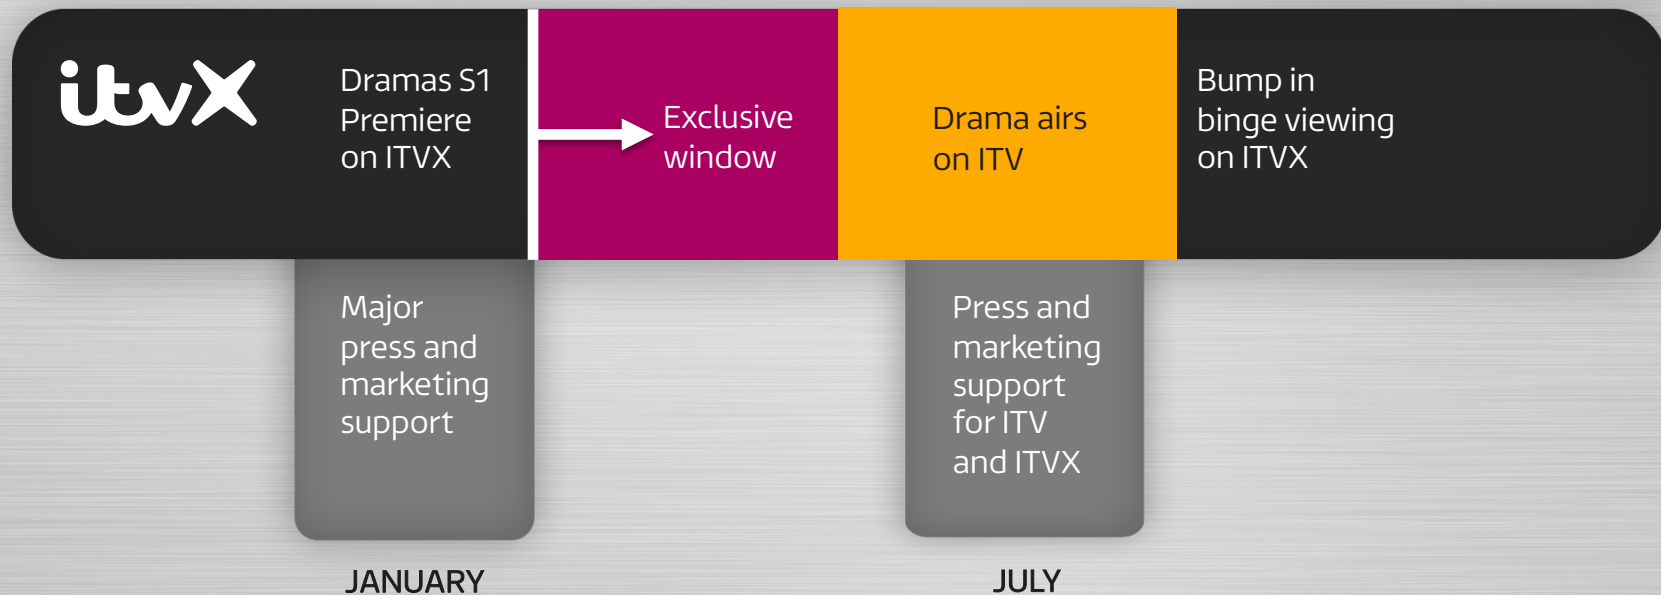 itvX
Dramas S1
Premiere
on ITVX
Exclusive
window
Drama airs
on ITV
Bump in
binge viewing
on ITVX
Major
press and
marketing
support
Press and
marketing
support
for ITV
and ITVX
JANUARY
JULY